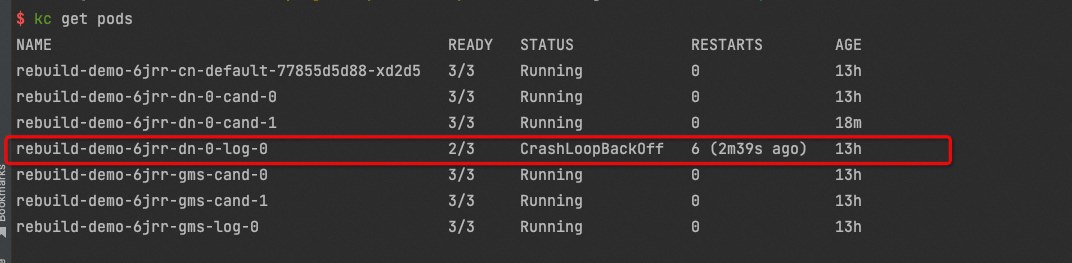 $ kc get pods
NAME READY STATUS RESTARTS AGE
rebuild-demo-6jrr-cn-default-77855d5d88-xd2d5 3/3 Running 0 13h
rebuild-demo-6jrr-dn-0-cand-0 3/3 Running 0 13h
rebuild-demo-6jrr-dn-0-cand-1 3/3 Running 0 18m
rebuild-demo-6jrr-dn-0-log-0 2/3 CrashLoopBackOff 6 (2m39s ago) 13h
rebuild-demo-6jrr-gms-cand-0 3/3 Running 0 13h
rebuild-demo-6jrr-gms-cand-1 3/3 Running 0 13h
rebuild-demo-6jrr-gms-log-0 3/3 Running 0 13h
Bookmarks